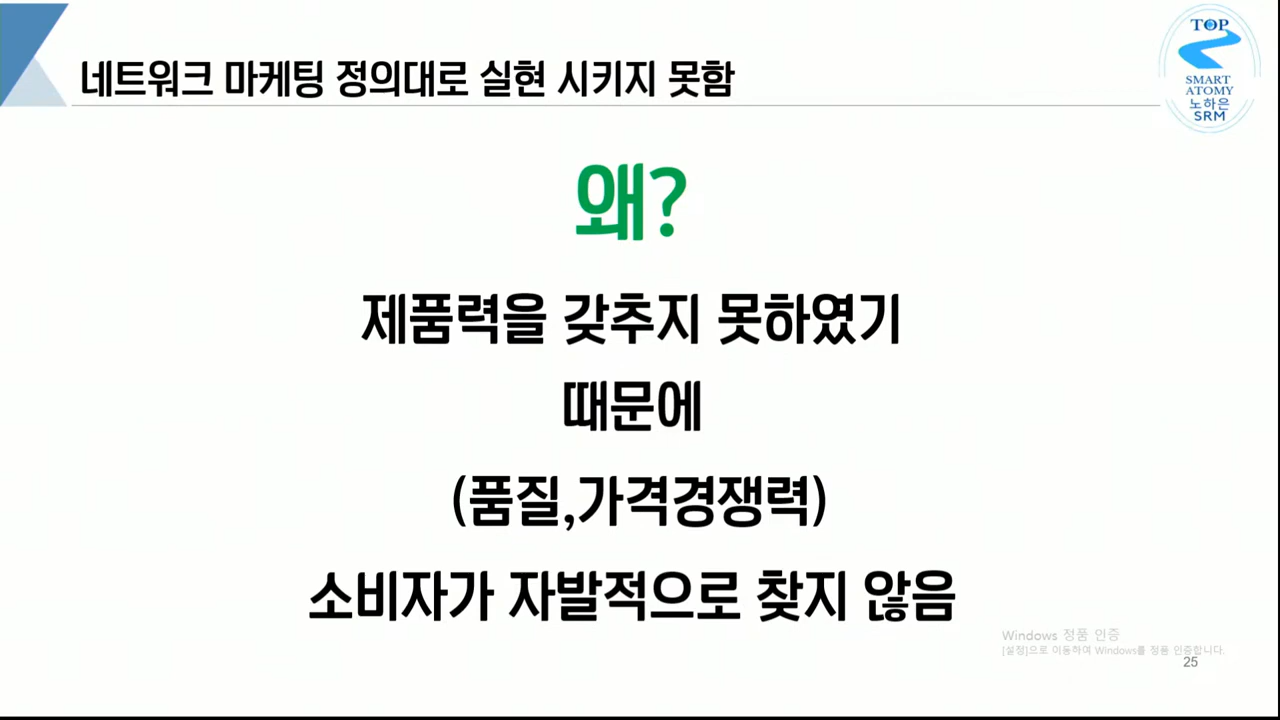 네트워크 마케팅 정의대로 실현 시키지 못함
TOP
SMART
ATOMY
노하은
SRM
왜?
제품력을 갖추지 못하였기
때문에
(품질,가격경쟁력)
소비자가 자발적으로 찾지 않음
Windows 정품 인증
[설정]으로 이동하여 Windows를 정품 인증합니다.
25